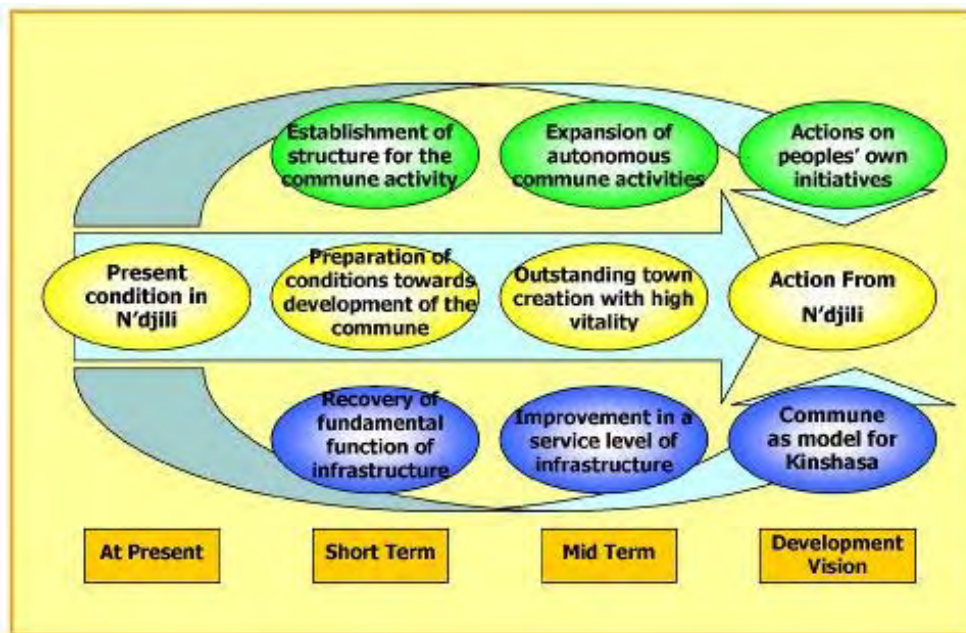 Establishment of
structure for the
commune activity
Expansion of
autonomous
commune activities
Actions on
peoples' own
initiatives
Present
condition in
N'djili
Preparation of
conditions towards
development of the
commune
Outstanding town
creation with high
vitality
Action From
N'djili
Recovery of
fundamental
function of
infrastructure
Improvement in a
service level of
infrastructure
Commune
as model for
Kinshasa
At Present
Short Term
Mid Term
Development
Vision